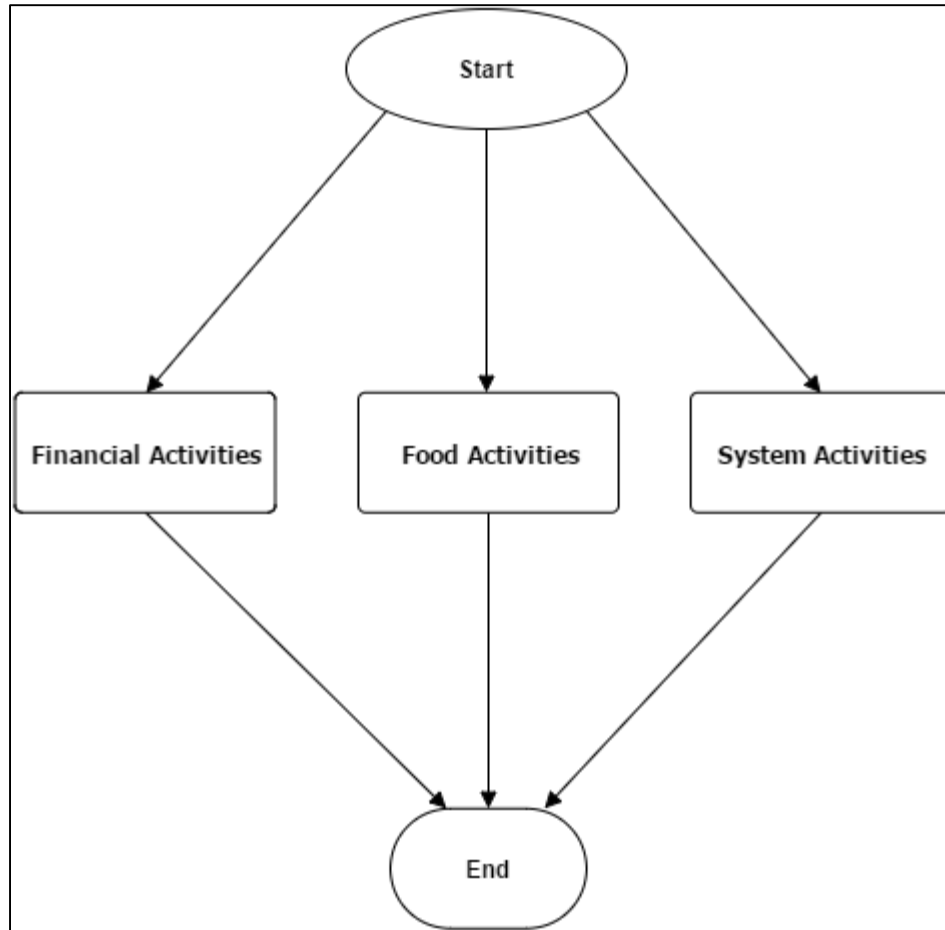 Start
Financial Activities
Food Activities
System Activities
End